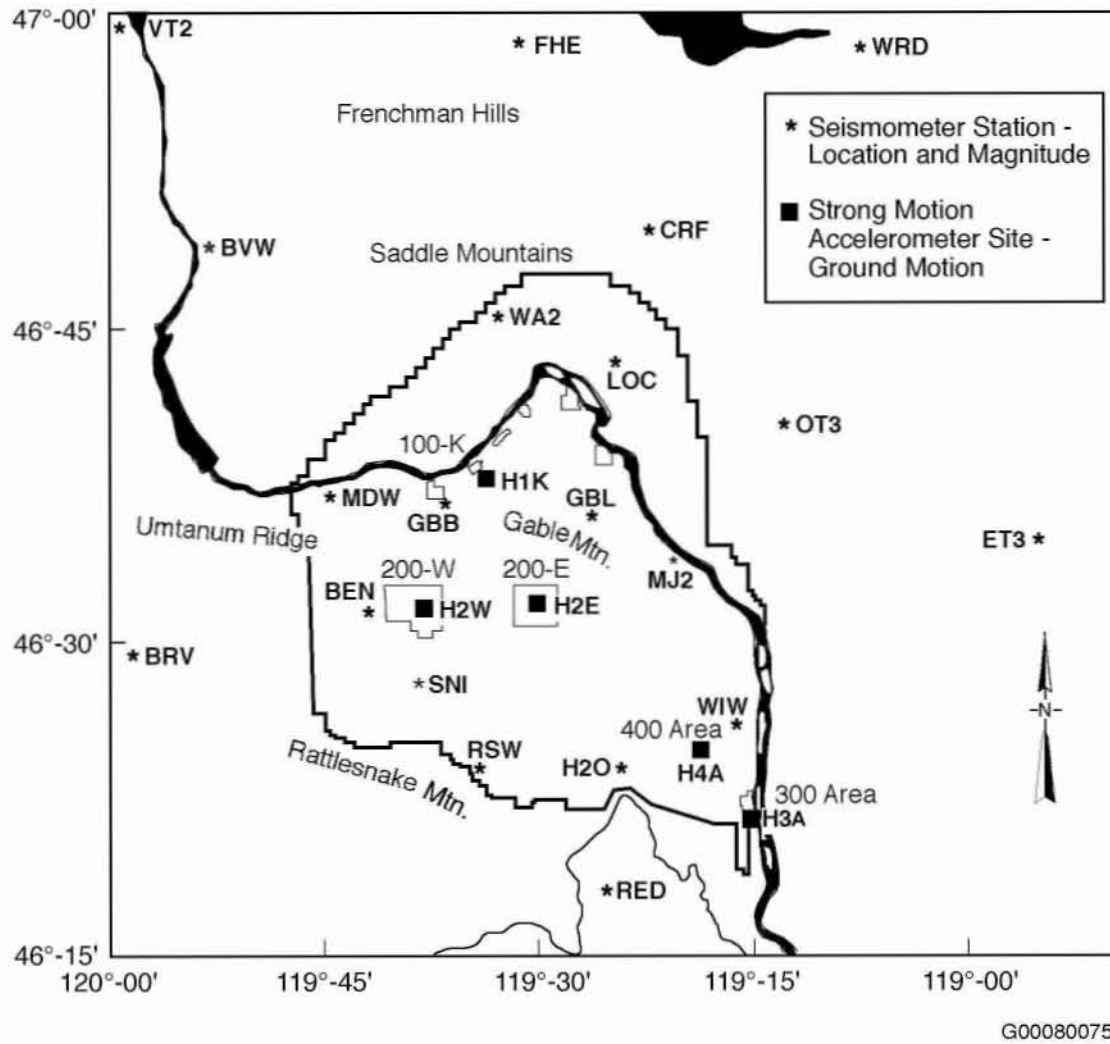 47°-00'
* VT2
* FHE
* WRD
Frenchman Hills
* Seismometer Station -
Location and Magnitude
■ Strong Motion
Accelerometer Site -
Ground Motion
* BVW
* CRF
Saddle Mountains
46°-45'
* WA2
* LOC
* OT3
100-K
H1K
* MDW
GBB
GBL
Gable Mtn.
Umtanum Ridge
ET3 *
MJ2
200-W
200-E
BEN
H2W
H2E
46°-30'
* BRV
* SNI
WIW
400 Area
RSW
H2O *
H4A
Rattlesnake Mtn.
300 Area
H3A
* RED
-N-
46°-15'
120°-00'
119°-45'
119°-30'
119°-15'
119°-00'
G00080075